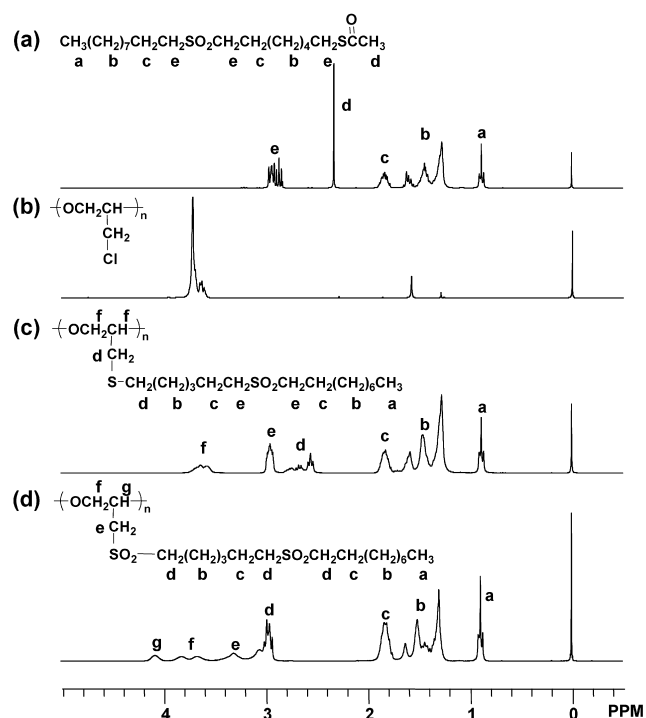 O
(a) CH3(CH2)7CH2CH2SO2CH2CH2(CH2)4CH2SCCH3
a b c e e c b e d
d
e c b a
(b) (OCH2CH)n
CH2
Cl
(c) f f
(OCH2CH)n
d CH2
S-CH2(CH2)3CH2CH2SO2CH2CH2(CH2)6CH3
d b c e e c b a
f e d c b a
(d) f g
(OCH2CH)n
e CH2
SO2-CH2(CH2)3CH2CH2SO2CH2CH2(CH2)6CH3
d b c d d c b a
g f e d c b a
4 3 2 1 0 PPM